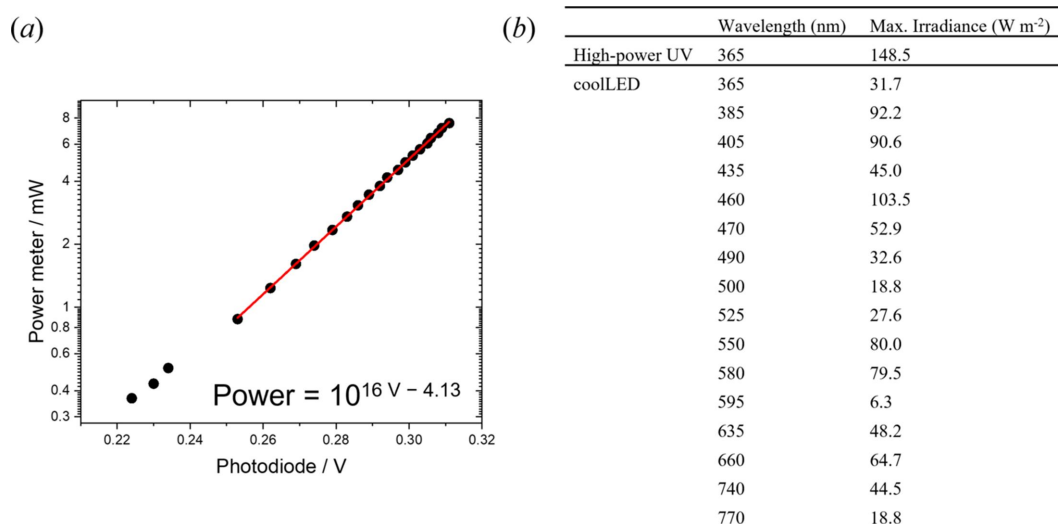 (a)
8
6
4
2
1
0.8
0.6
0.4
0.3
Power meter / mW
Power = 10^16 V − 4.13
0.22 0.24 0.26 0.28 0.30 0.32
Photodiode / V
(b)
Wavelength (nm) Max. Irradiance (W m-2)
High-power UV 365 148.5
coolLED 365 31.7
385 92.2
405 90.6
435 45.0
460 103.5
470 52.9
490 32.6
500 18.8
525 27.6
550 80.0
580 79.5
595 6.3
635 48.2
660 64.7
740 44.5
770 18.8